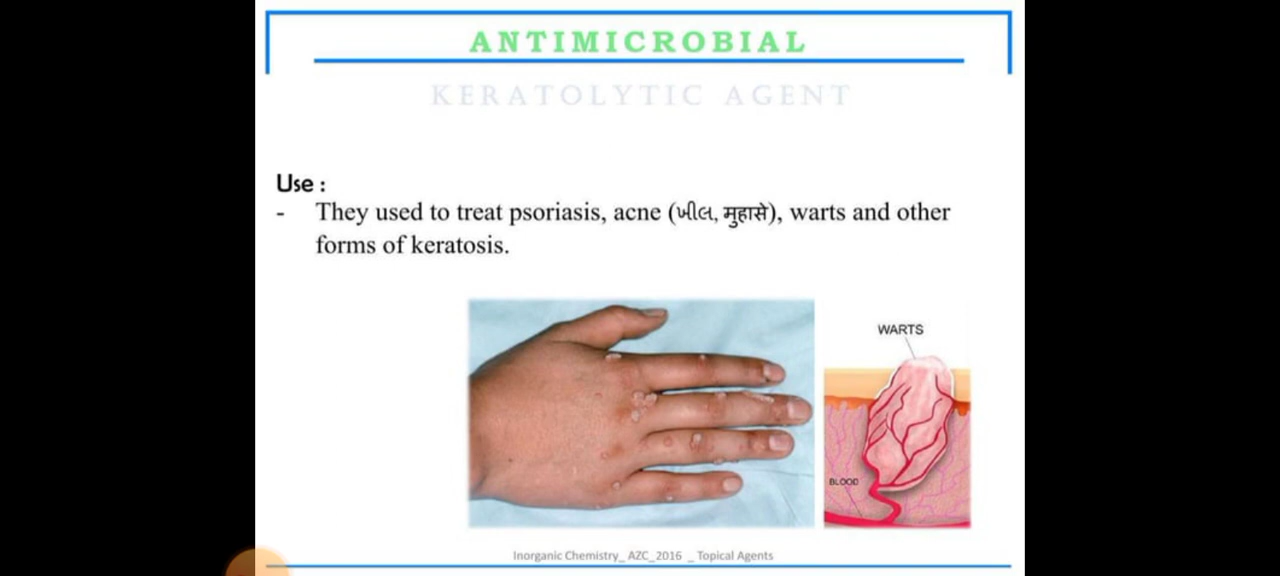 ANTIMICROBIAL
KERATOLYTIC AGENT
Use :
- They used to treat psoriasis, acne (ખીલ, मुहासे), warts and other
forms of keratosis.
WARTS
BLOOD
Inorganic Chemistry_ AZC_2016 _ Topical Agents